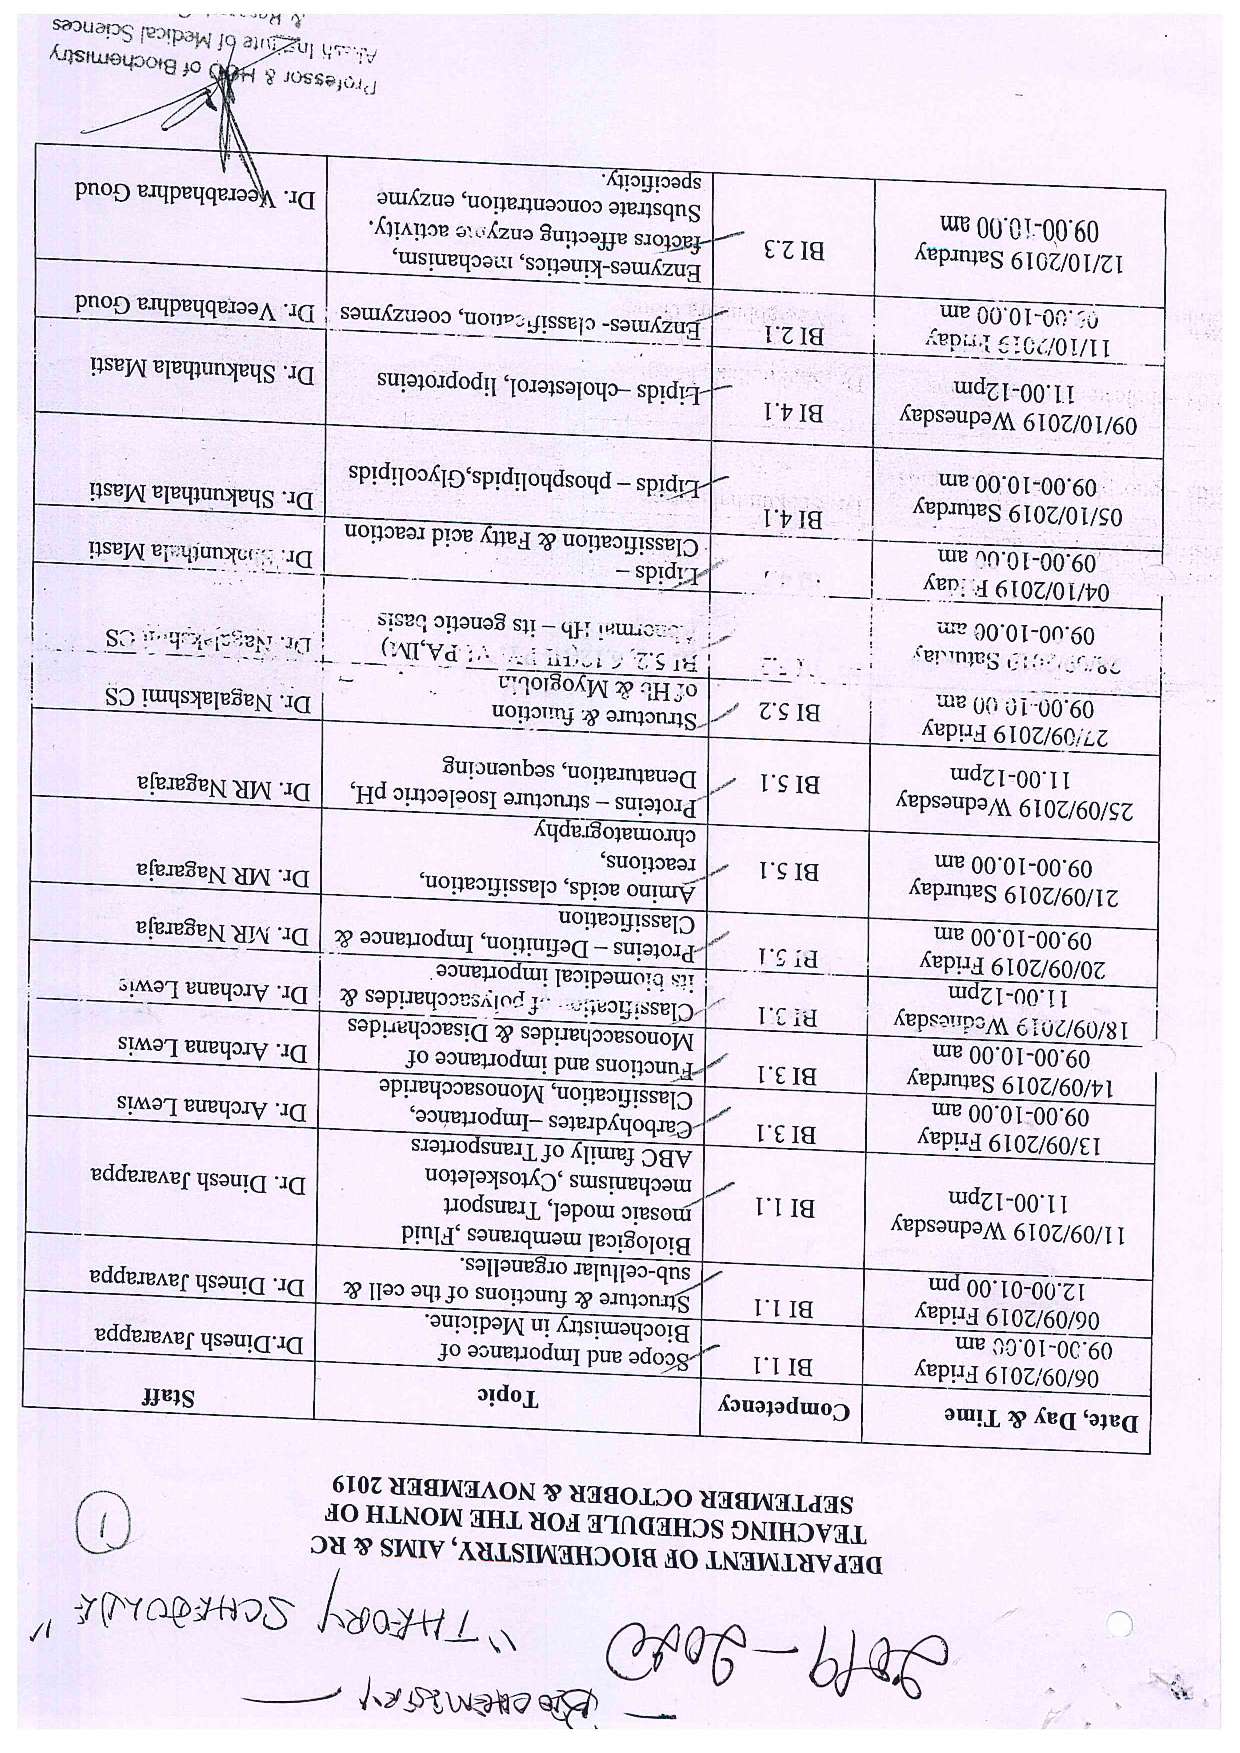 — BIOCHEMISTRY —
2019-2020 "THEORY SCHEDULE"
DEPARTMENT OF BIOCHEMISTRY, AIMS & RC
TEACHING SCHEDULE FOR THE MONTH OF
SEPTEMBER OCTOBER & NOVEMBER 2019
1
Date, Day & Time Competency Topic Staff
06/09/2019 Friday
09.00-10.00 am
BI 1.1
Scope and Importance of
Biochemistry in Medicine.
Dr.Dinesh Javarappa
06/09/2019 Friday
12.00-01.00 pm
BI 1.1
Structure & functions of the cell &
sub-cellular organelles.
Dr. Dinesh Javarappa
11/09/2019 Wednesday
11.00-12pm
BI 1.1
Biological membranes ,Fluid
mosaic model, Transport
mechanisms ,Cytoskeleton
ABC family of Transporters
Dr. Dinesh Javarappa
13/09/2019 Friday
09.00-10.00 am
BI 3.1
Carbohydrates –Importance,
Classification, Monosaccharide
Dr. Archana Lewis
14/09/2019 Saturday
09.00-10.00 am
BI 3.1
Functions and importance of
Monosaccharides & Disaccharides
Dr. Archana Lewis
18/09/2019 Wednesday
11.00-12pm
BI 3.1
Classification of polysaccharides &
its biomedical importance
Dr. Archana Lewis
20/09/2019 Friday
09.00-10.00 am
BI 5.1
Proteins – Definition, Importance &
Classification
Dr. MR Nagaraja
21/09/2019 Saturday
09.00-10.00 am
BI 5.1
Amino acids, classification,
reactions,
chromatography
Dr. MR Nagaraja
25/09/2019 Wednesday
11.00-12pm
BI 5.1
Proteins – structure Isoelectric pH,
Denaturation, sequencing
Dr. MR Nagaraja
27/09/2019 Friday
09.00-10.00 am
BI 5.2
Structure & function
of Hb & Myoglobin
Dr. Nagalakshmi CS
28/09/2019 Saturday
09.00-10.00 am
BI 5.2, PA,IM)
Abnormal Hb – its genetic basis
Dr. Nagalakshmi CS
04/10/2019 Friday
09.00-10.00 am
Lipids –
Classification & Fatty acid reaction
Dr. Shakunthala Masti
05/10/2019 Saturday
09.00-10.00 am
BI 4.1
Lipids – phospholipids,Glycolipids
Dr. Shakunthala Masti
09/10/2019 Wednesday
11.00-12pm
BI 4.1
Lipids –cholesterol, lipoproteins
Dr. Shakunthala Masti
11/10/2019 Friday
09.00-10.00 am
BI 2.1
Enzymes- classification, coenzymes
Dr. Veerabhadhra Goud
12/10/2019 Saturday
09.00-10.00 am
BI 2.3
Enzymes-kinetics, mechanism,
factors affecting enzyme activity.
Substrate concentration, enzyme
specificity.
Dr. Veerabhadhra Goud
Professor & HOD of Biochemistry
Akash Institute of Medical Sciences